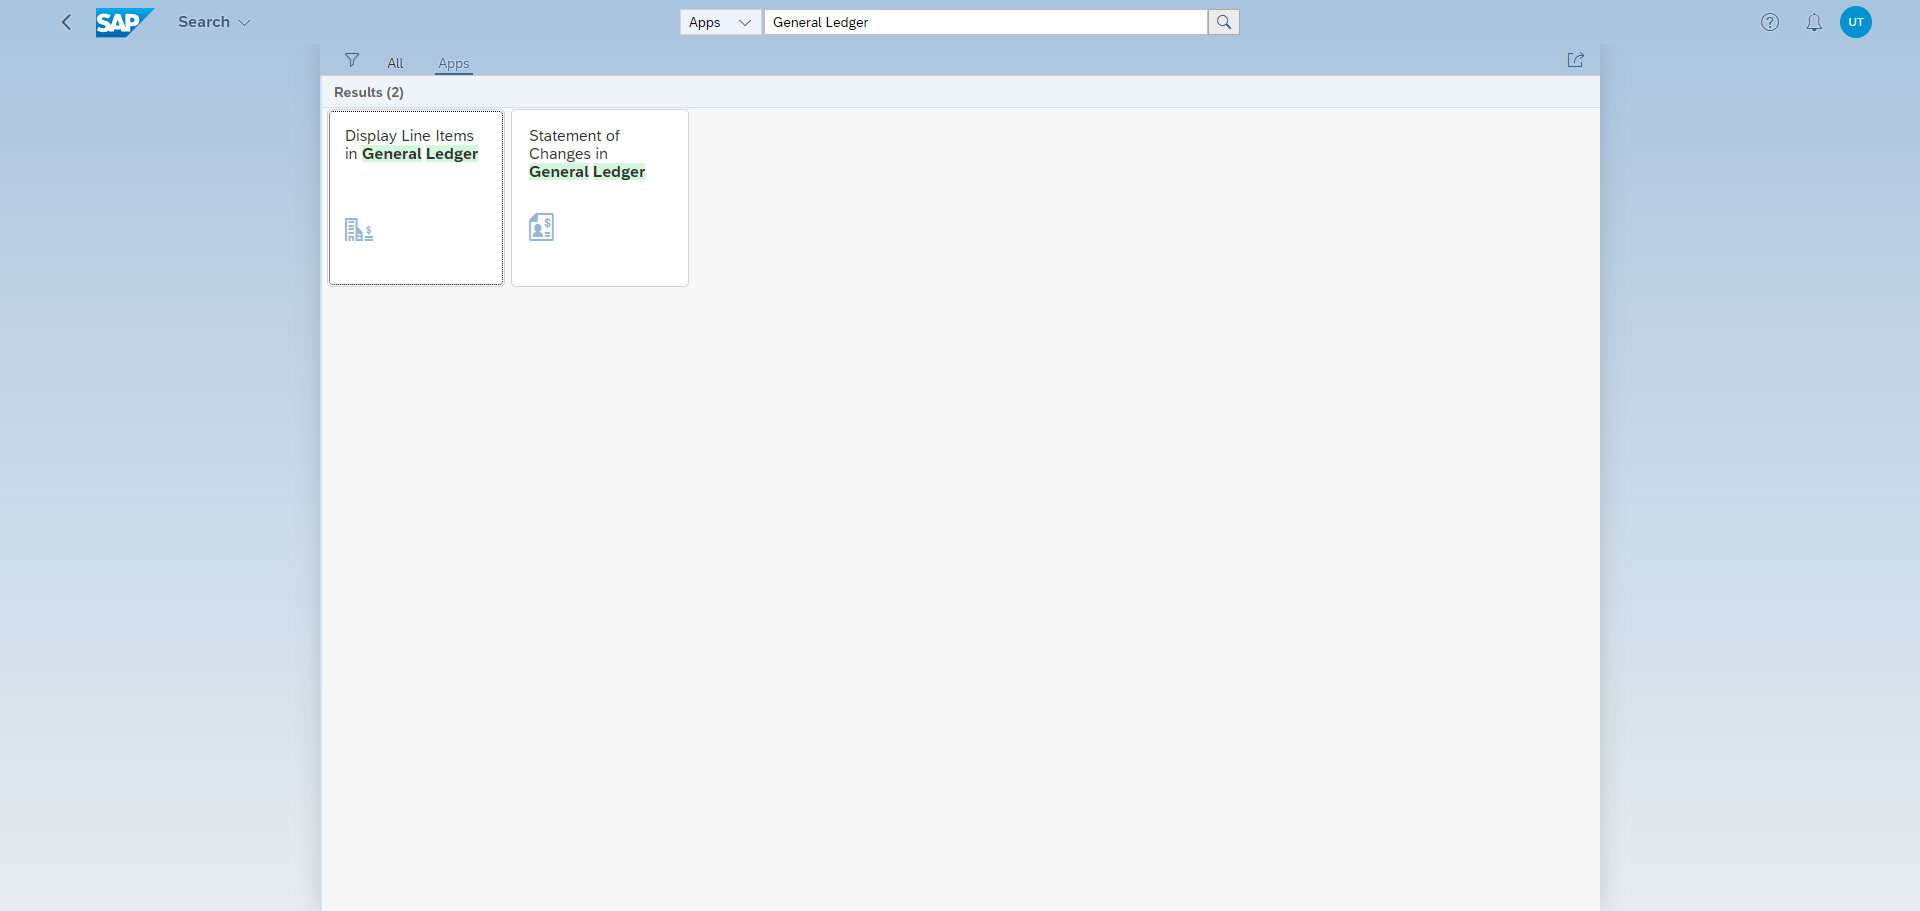 SAP
Search
Apps
General Ledger
UT
All
Apps
Results (2)
Display Line Items
in General Ledger
$
Statement of
Changes in
General Ledger
$